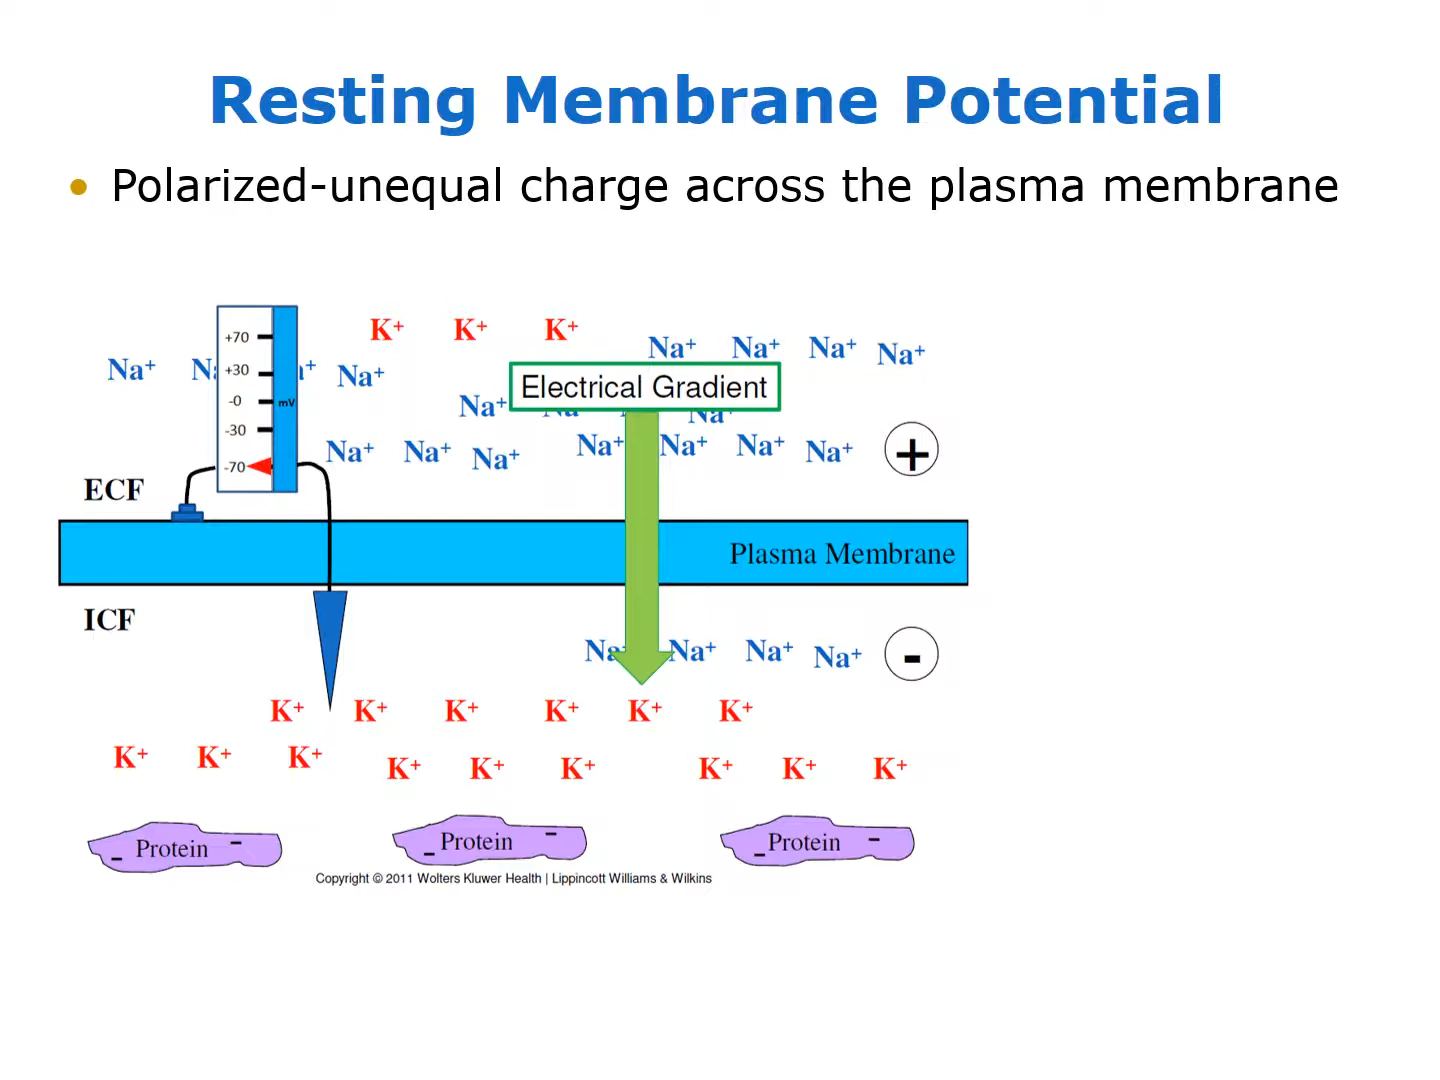 Resting Membrane Potential
• Polarized-unequal charge across the plasma membrane
K⁺ K⁺ K⁺
+70
Na⁺ Na⁺ Na⁺ Na⁺
Na⁺ Na⁺
+30
Electrical Gradient
-0 mV
Na⁺ Na⁺
-30
Na⁺ Na⁺ Na⁺ Na⁺ Na⁺ Na⁺ Na⁺
+
-70
ECF
Plasma Membrane
ICF
Na⁺ Na⁺ Na⁺ Na⁺
-
K⁺ K⁺ K⁺ K⁺ K⁺ K⁺
K⁺ K⁺ K⁺ K⁺ K⁺ K⁺ K⁺ K⁺ K⁺
- Protein -
- Protein -
- Protein -
Copyright © 2011 Wolters Kluwer Health | Lippincott Williams & Wilkins